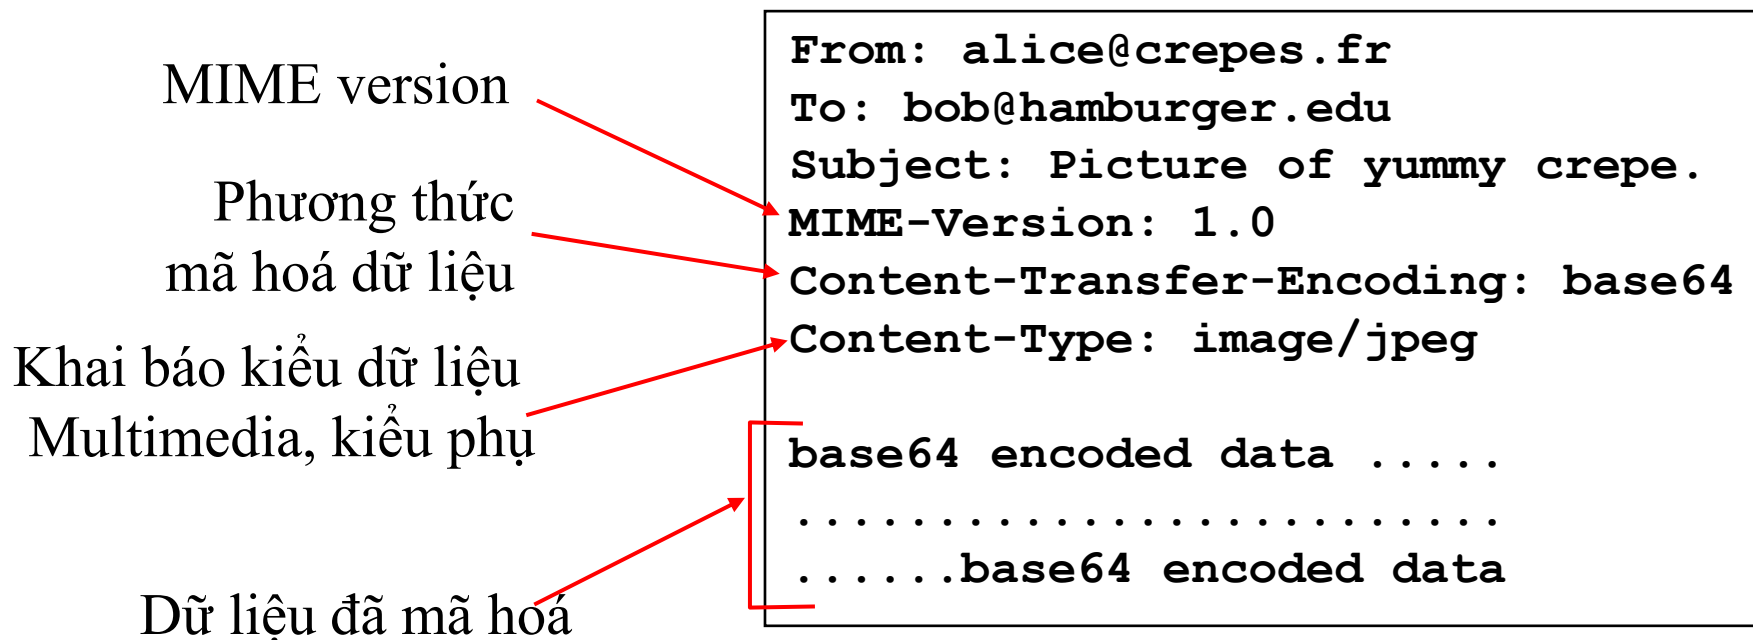 MIME version
Phương thức
mã hoá dữ liệu
Khai báo kiểu dữ liệu
Multimedia, kiểu phụ
Dữ liệu đã mã hoá
From: alice@crepes.fr
To: bob@hamburger.edu
Subject: Picture of yummy crepe.
MIME-Version: 1.0
Content-Transfer-Encoding: base64
Content-Type: image/jpeg
base64 encoded data .....
.........................
......base64 encoded data